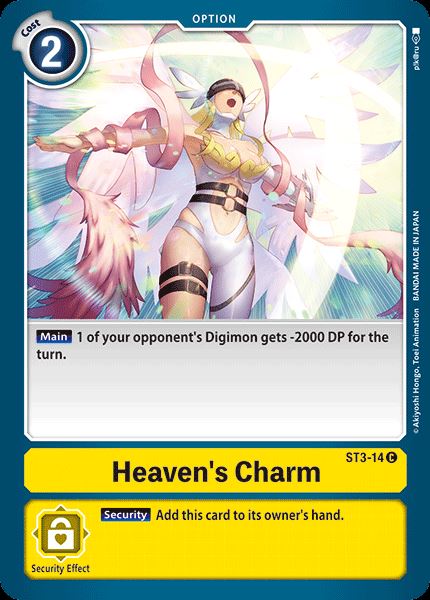 OPTION
Cost
2
p!k@ru
Main 1 of your opponent's Digimon gets -2000 DP for the
turn.
© Akiyoshi Hongo, Toei Animation BANDAI MADE IN JAPAN
ST3-14 C
Heaven's Charm
Security Add this card to its owner's hand.
Security Effect